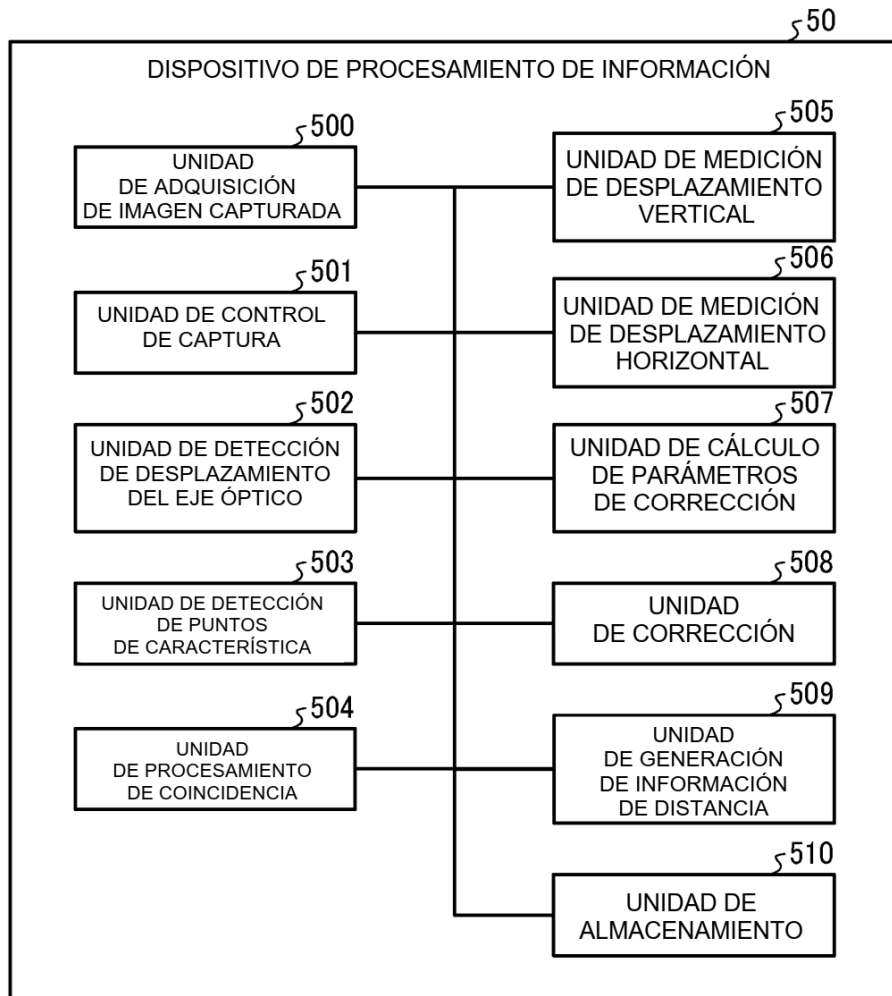 50
DISPOSITIVO DE PROCESAMIENTO DE INFORMACIÓN
500
UNIDAD
DE ADQUISICIÓN
DE IMAGEN CAPTURADA
501
UNIDAD DE CONTROL
DE CAPTURA
502
UNIDAD DE DETECCIÓN
DE DESPLAZAMIENTO
DEL EJE ÓPTICO
503
UNIDAD DE DETECCIÓN
DE PUNTOS
DE CARACTERÍSTICA
504
UNIDAD
DE PROCESAMIENTO
DE COINCIDENCIA
505
UNIDAD DE MEDICIÓN
DE DESPLAZAMIENTO
VERTICAL
506
UNIDAD DE MEDICIÓN
DE DESPLAZAMIENTO
HORIZONTAL
507
UNIDAD DE CÁLCULO
DE PARÁMETROS
DE CORRECCIÓN
508
UNIDAD
DE CORRECCIÓN
509
UNIDAD
DE GENERACIÓN
DE INFORMACIÓN
DE DISTANCIA
510
UNIDAD DE
ALMACENAMIENTO